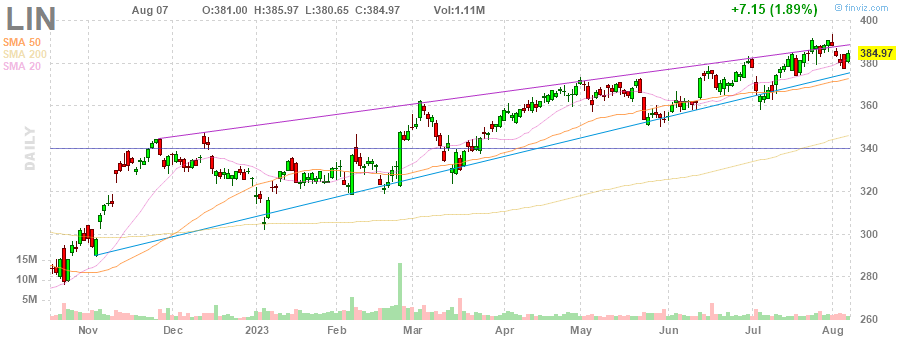 LIN
Aug 07 O:381.00 H:385.97 L:380.65 C:384.97 Vol:1.11M +7.15 (1.89%) © finviz.com
SMA 50
SMA 200
SMA 20
DAILY
400
384.97
380
360
340
320
300
280
260
15M
10M
5M
Nov Dec 2023 Feb Mar Apr May Jun Jul Aug